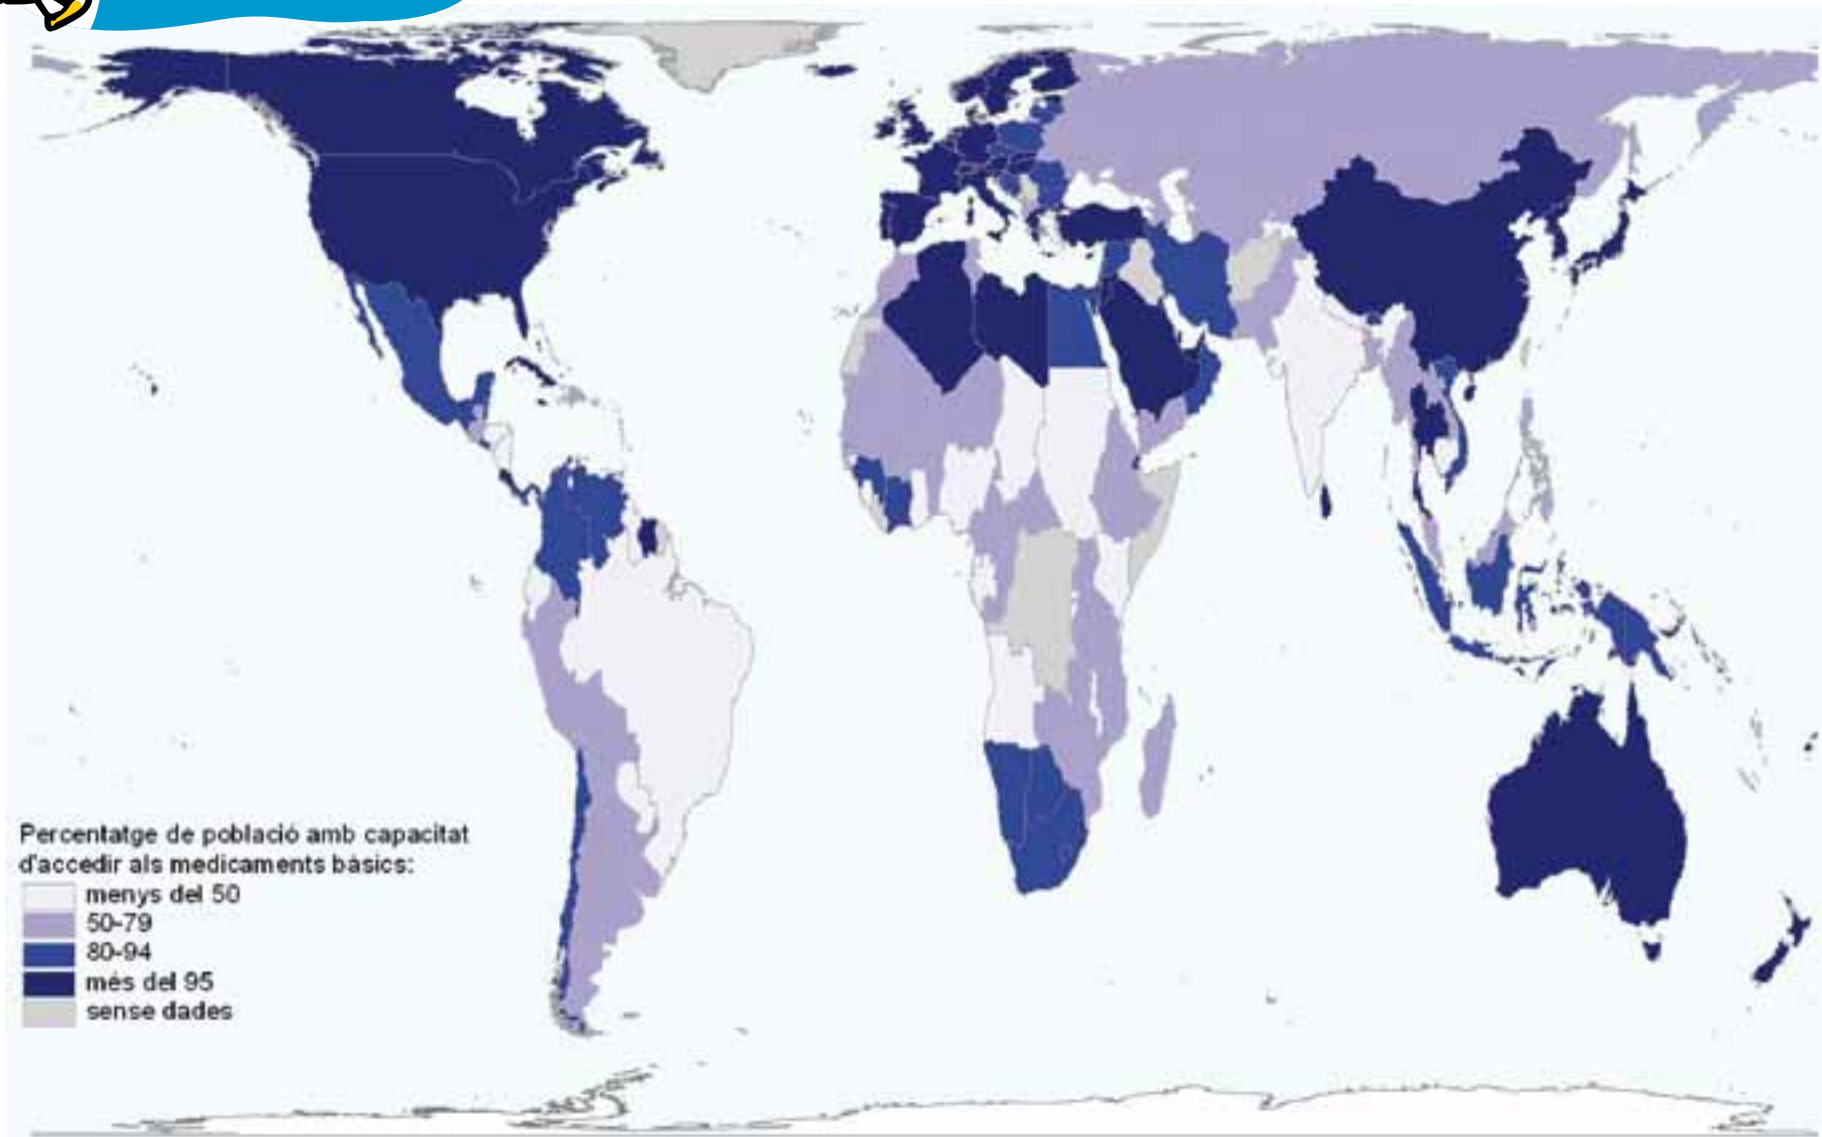 Percentatge de població amb capacitat
d'accedir als medicaments bàsics:
menys del 50
50-79
80-94
més del 95
sense dades